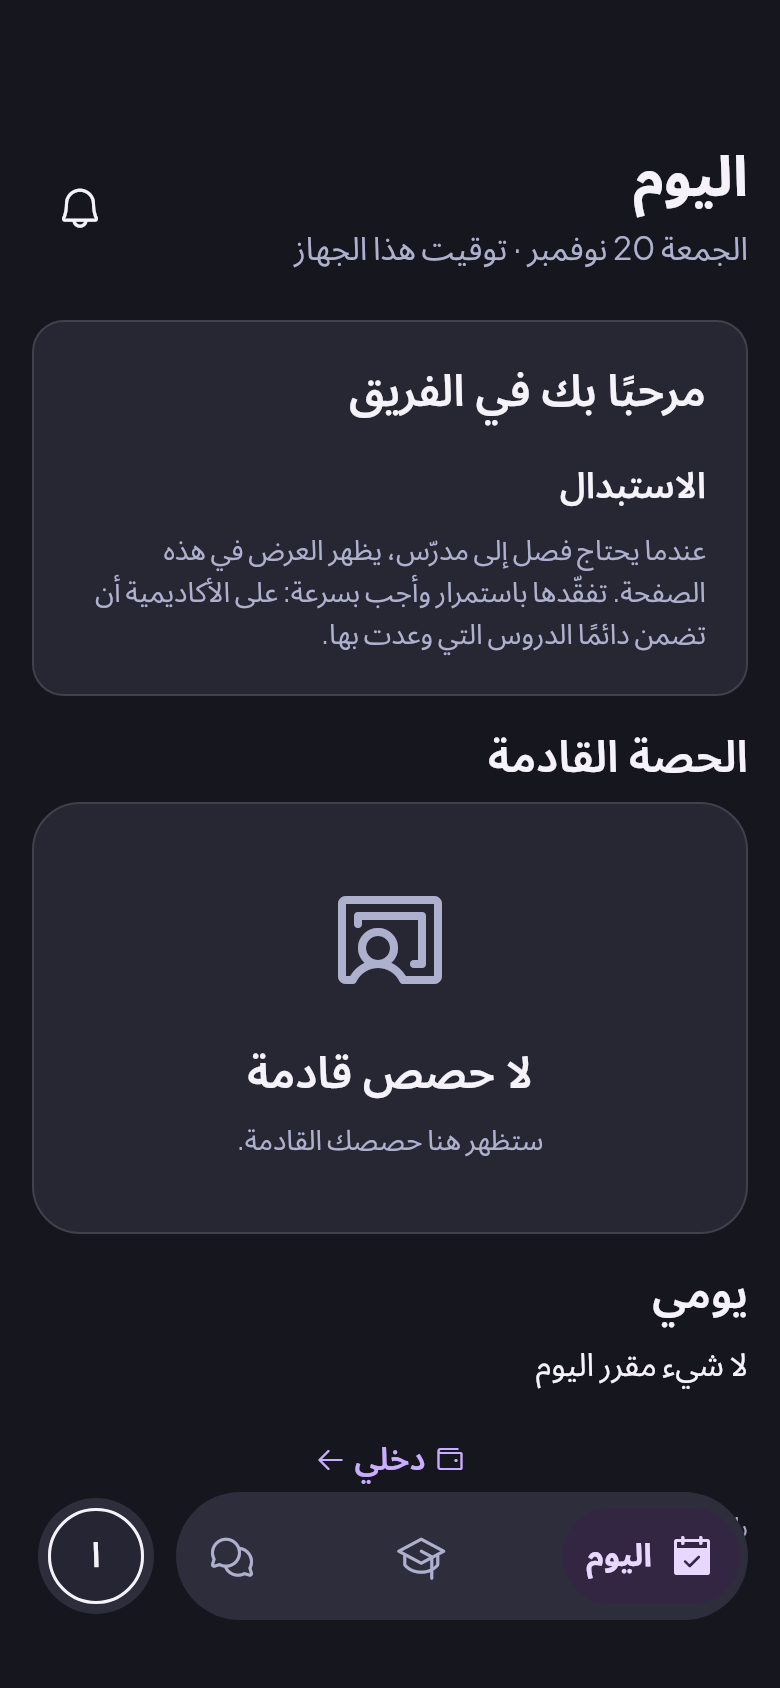 اليوم
الجمعة 20 نوفمبر · توقيت هذا الجهاز
مرحبًا بك في الفريق
الاستبدال
عندما يحتاج فصل إلى مدرّس، يظهر العرض في هذه
الصفحة. تفقّدها باستمرار وأجب بسرعة: على الأكاديمية أن
تضمن دائمًا الدروس التي وعدت بها.
الحصة القادمة
لا حصص قادمة
ستظهر هنا حصصك القادمة.
يومي
لا شيء مقرر اليوم
دخلي
اليوم
ا